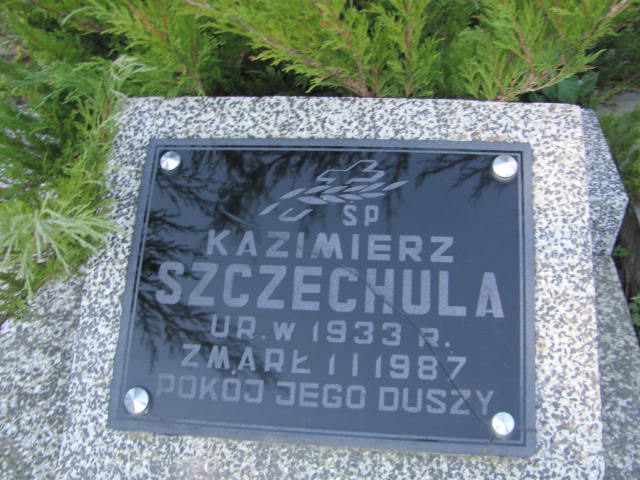 SP
KAZIMIERZ
SZCZECHULA
UR. W 1933 R.
ZMARŁ 1 I 1987
POKÓJ JEGO DUSZY